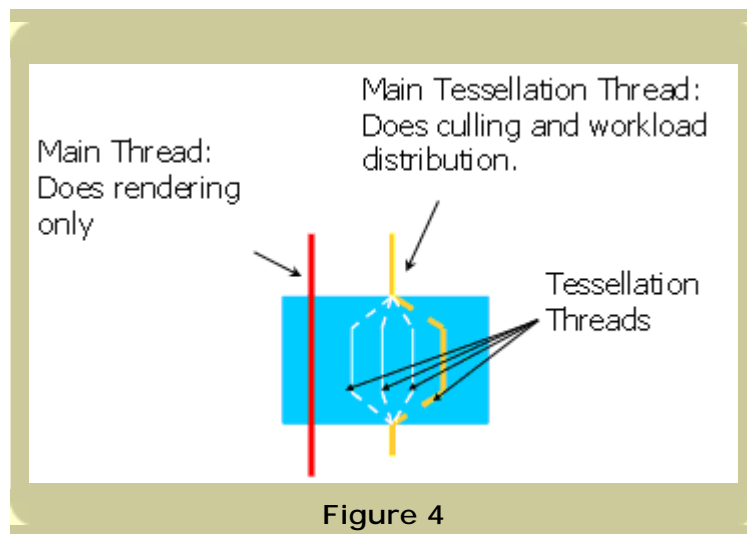 Main Thread:
Does rendering
only
Main Tessellation Thread:
Does culling and workload
distribution.
Tessellation
Threads
Figure 4